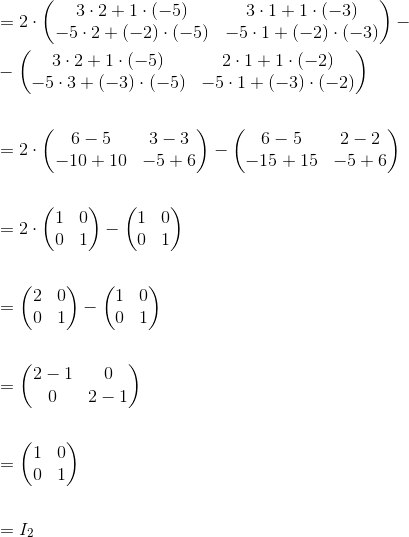 = 2 · ( 3 · 2 + 1 · (−5)   3 · 1 + 1 · (−3) ) −
( −5 · 2 + (−2) · (−5)   −5 · 1 + (−2) · (−3) )
− ( 3 · 2 + 1 · (−5)   2 · 1 + 1 · (−2) )
( −5 · 3 + (−3) · (−5)   −5 · 1 + (−3) · (−2) )
= 2 · ( 6 − 5   3 − 3 ) − ( 6 − 5   2 − 2 )
( −10 + 10   −5 + 6 ) ( −15 + 15   −5 + 6 )
= 2 · ( 1 0 ) − ( 1 0 )
( 0 1 ) ( 0 1 )
= ( 2 0 ) − ( 1 0 )
( 0 1 ) ( 0 1 )
= ( 2 − 1   0 )
( 0   2 − 1 )
= ( 1 0 )
( 0 1 )
= I₂